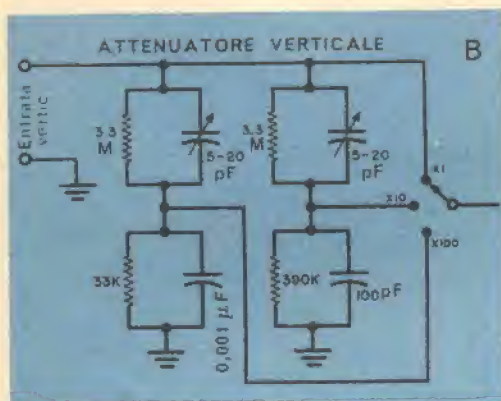 ATTENUATORE VERTICALE
B
Entrata
vertic
3.3
M
5-20
pF
3.3
M
5-20
pF
X1
X10
X100
33K
0,001 µF
390K
100pF